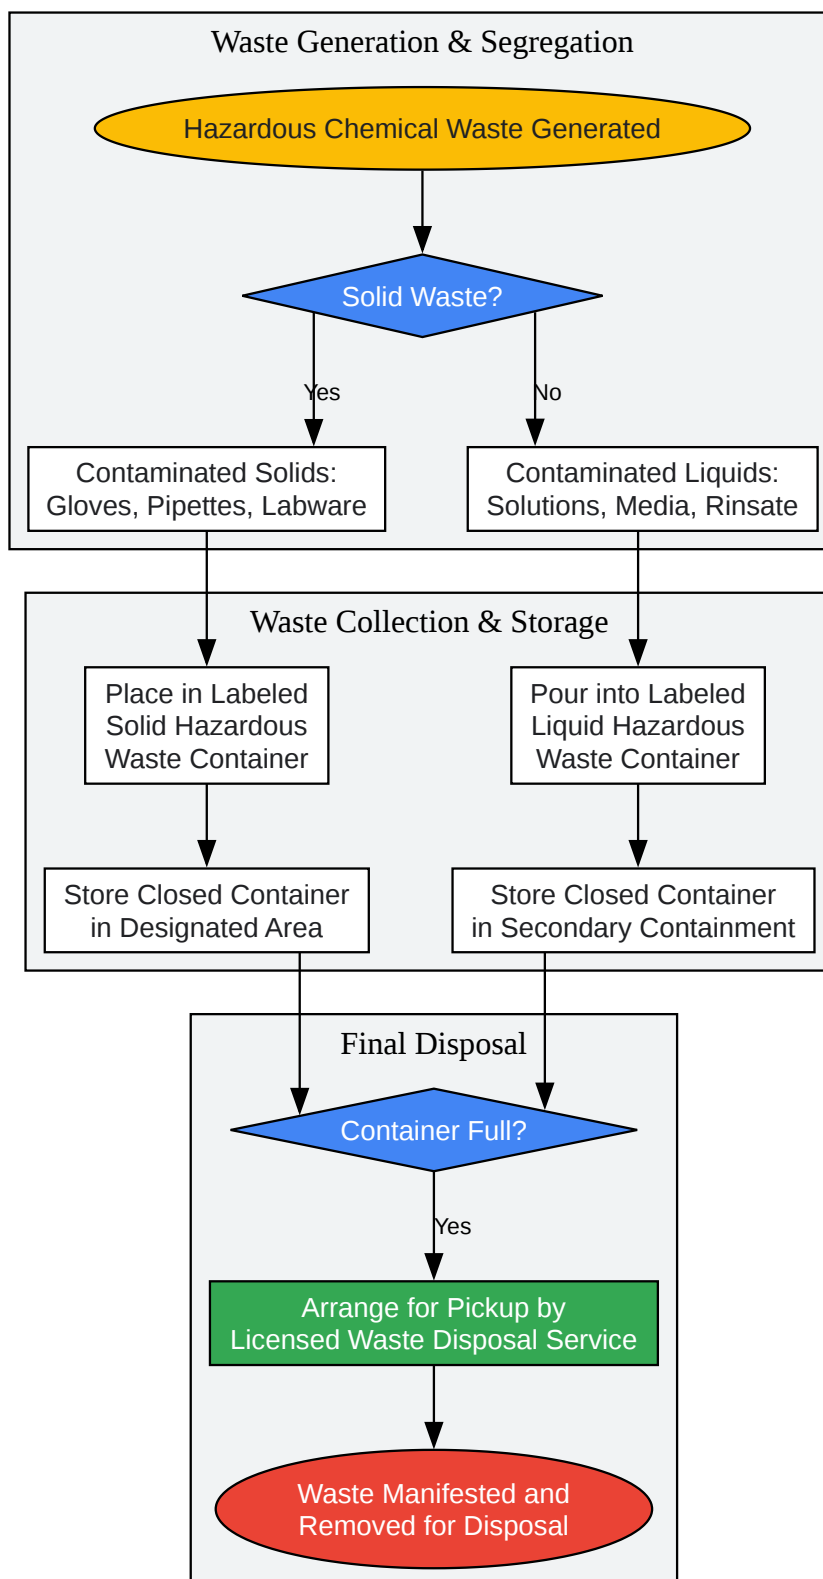 Waste Generation & Segregation
Hazardous Chemical Waste Generated
Solid Waste?
Yes
No
Contaminated Solids:
Gloves, Pipettes, Labware
Contaminated Liquids:
Solutions, Media, Rinsate
Waste Collection & Storage
Place in Labeled
Solid Hazardous
Waste Container
Pour into Labeled
Liquid Hazardous
Waste Container
Store Closed Container
in Designated Area
Store Closed Container
in Secondary Containment
Final Disposal
Container Full?
Yes
Arrange for Pickup by
Licensed Waste Disposal Service
Waste Manifested and
Removed for Disposal